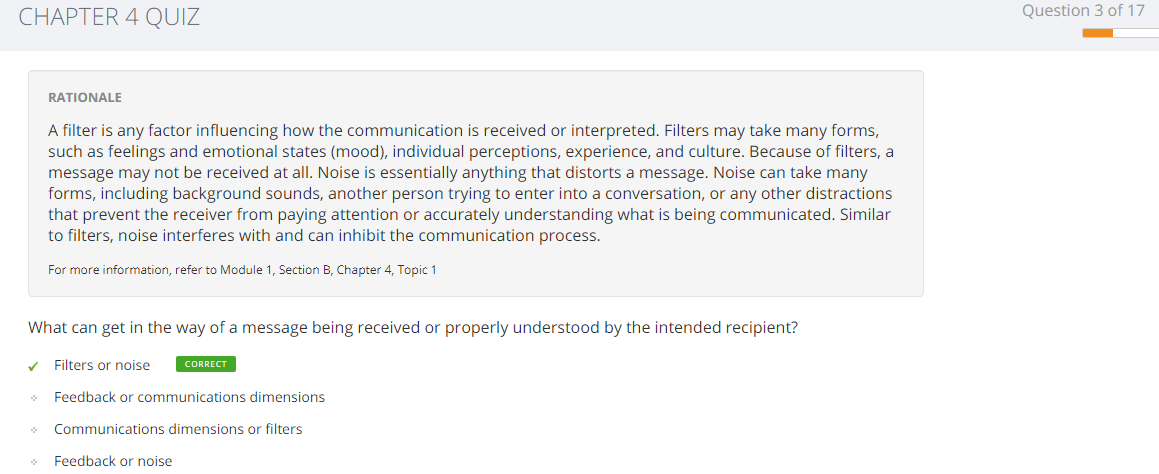 CHAPTER 4 QUIZ
Question 3 of 17
RATIONALE
A filter is any factor influencing how the communication is received or interpreted. Filters may take many forms,
such as feelings and emotional states (mood), individual perceptions, experience, and culture. Because of filters, a
message may not be received at all. Noise is essentially anything that distorts a message. Noise can take many
forms, including background sounds, another person trying to enter into a conversation, or any other distractions
that prevent the receiver from paying attention or accurately understanding what is being communicated. Similar
to filters, noise interferes with and can inhibit the communication process.
For more information, refer to Module 1, Section B, Chapter 4, Topic 1
What can get in the way of a message being received or properly understood by the intended recipient?
Filters or noise CORRECT
Feedback or communications dimensions
Communications dimensions or filters
Feedback or noise